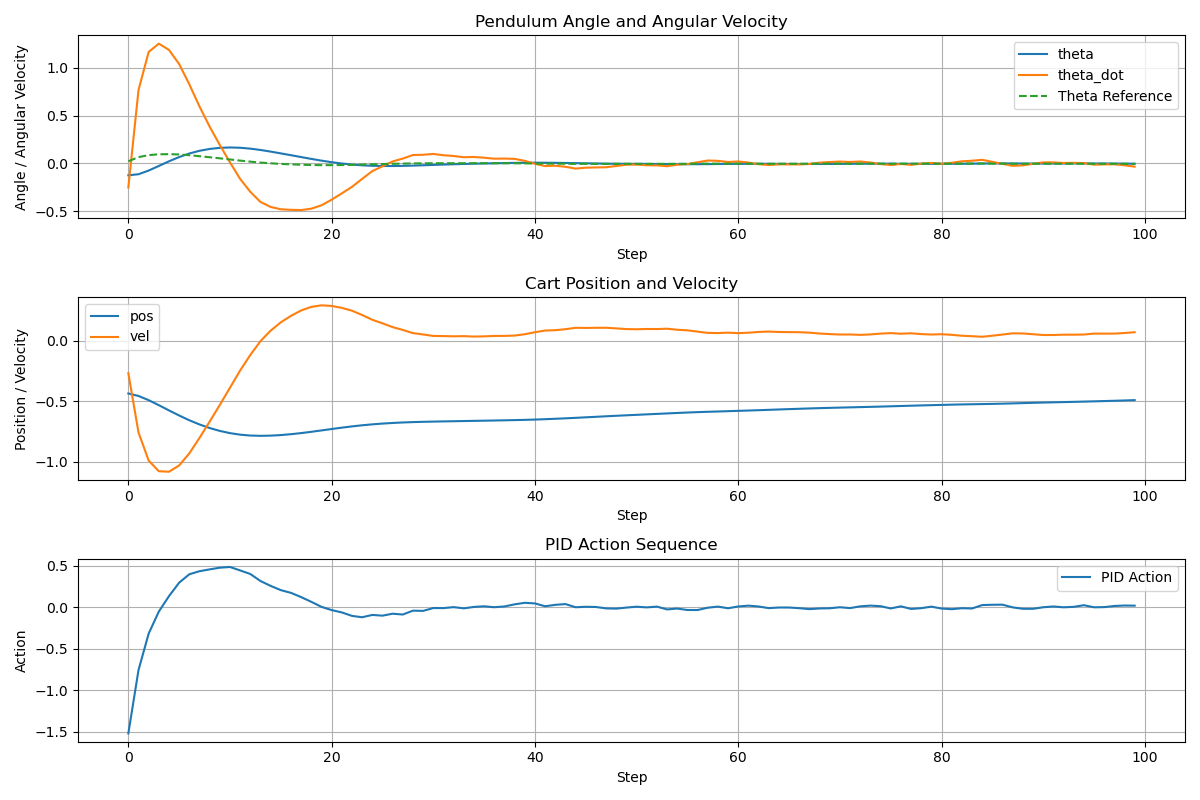 Pendulum Angle and Angular Velocity
Angle / Angular Velocity
1.0
0.5
0.0
−0.5
theta
theta_dot
Theta Reference
0 20 40 60 80 100
Step
Cart Position and Velocity
Position / Velocity
0.0
−0.5
−1.0
pos
vel
0 20 40 60 80 100
Step
PID Action Sequence
Action
0.5
0.0
−0.5
−1.0
−1.5
PID Action
0 20 40 60 80 100
Step